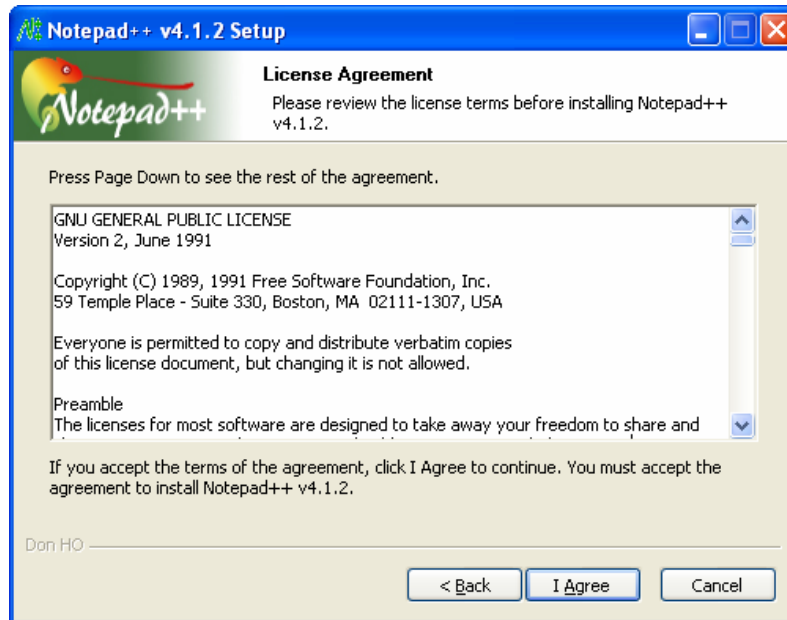 Notepad++ v4.1.2 Setup
Notepad++
License Agreement
Please review the license terms before installing Notepad++
v4.1.2.
Press Page Down to see the rest of the agreement.
GNU GENERAL PUBLIC LICENSE
Version 2, June 1991
Copyright (C) 1989, 1991 Free Software Foundation, Inc.
59 Temple Place - Suite 330, Boston, MA  02111-1307, USA
Everyone is permitted to copy and distribute verbatim copies
of this license document, but changing it is not allowed.
Preamble
The licenses for most software are designed to take away your freedom to share and
If you accept the terms of the agreement, click I Agree to continue. You must accept the
agreement to install Notepad++ v4.1.2.
Don HO
< Back
I Agree
Cancel